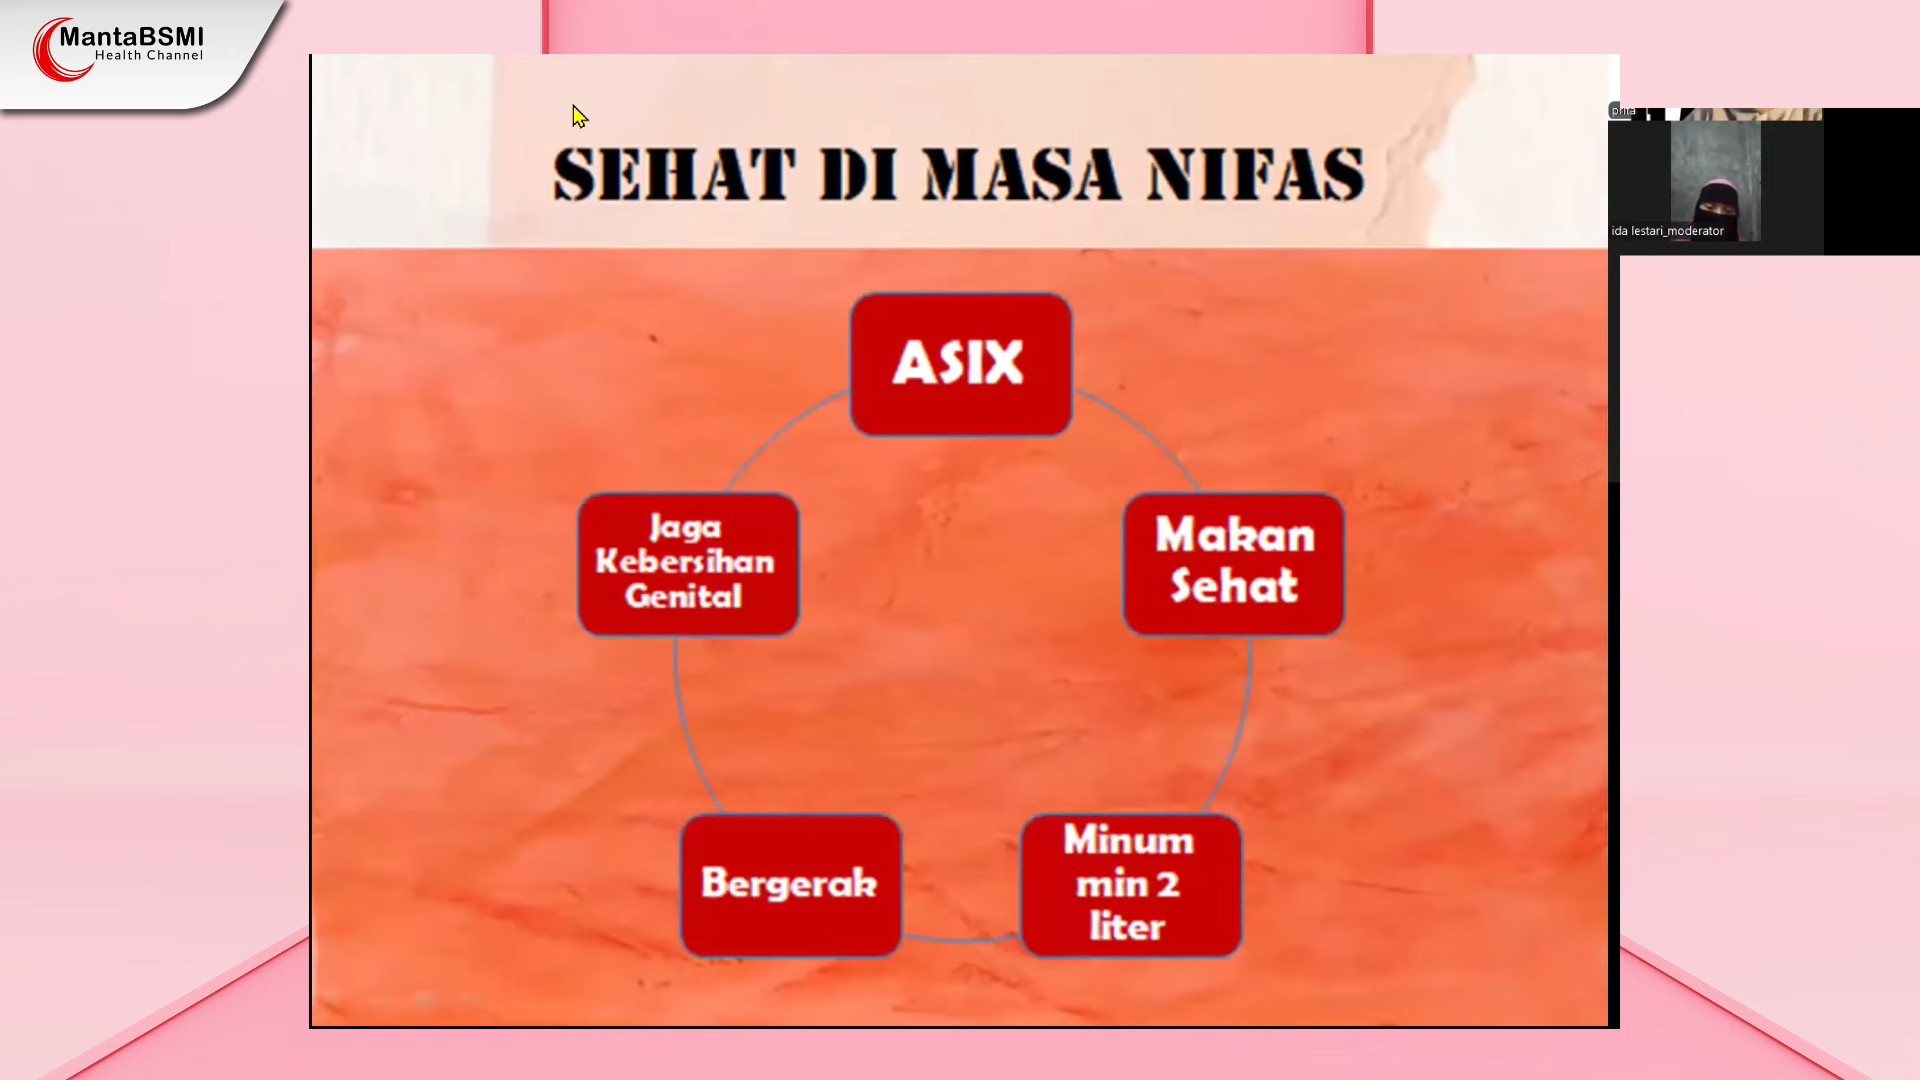 MantaBSMI
Health Channel
SEHAT DI MASA NIFAS
prita
ida lestari_moderator
ASIX
Makan
Sehat
Minum
min 2
liter
Bergerak
Jaga
Kebersihan
Genital